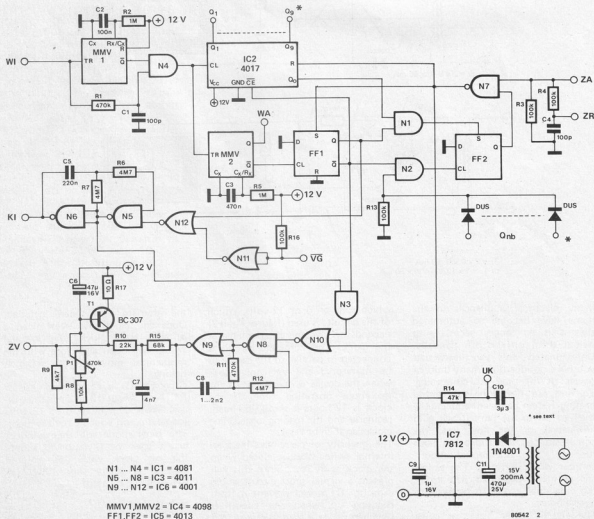 C2
100n
R2
1M
12 V
Cx
Rx/Cx
R
MMV
1
TR
Q
WI
N4
R1
470k
C1
100p
Q1
Q9
*
Q1
Q9
IC2
4017
R
CL
Q0
VCC
GND
CE
12V
MMV
2
TR
Q
Q
Cx
Cx/Rx
WA
C3
470n
R5
1M
12 V
R16
100k
S
D
Q
FF1
CL
Q
R
N1
N2
N7
ZA
R4
100k
R3
100k
ZR
C4
100p
S
D
FF2
CL
Q
R13
100k
DUS
DUS
Qnb
*
C5
220n
R6
4M7
R7
4M7
KI
N6
N5
N12
N11
VG
N3
C6
47µ
16V
12 V
R17
10 Ω
T1
BC307
ZV
R10
22k
R15
68k
N9
N8
N10
P1
470k
R11
470k
R9
4k7
R8
10k
C7
4n7
C8
1 ... 2n2
R12
4M7
UK
R14
47k
C10
3µ3
* see text
12 V
IC7
7812
1N4001
15V
200mA
C9
1µ
16V
C11
470µ
25V
0
N1 ... N4 = IC1 = 4081
N5 ... N8 = IC3 = 4011
N9 ... N12 = IC6 = 4001
MMV1,MMV2 = IC4 = 4098
FF1,FF2 = IC5 = 4013
80542 2